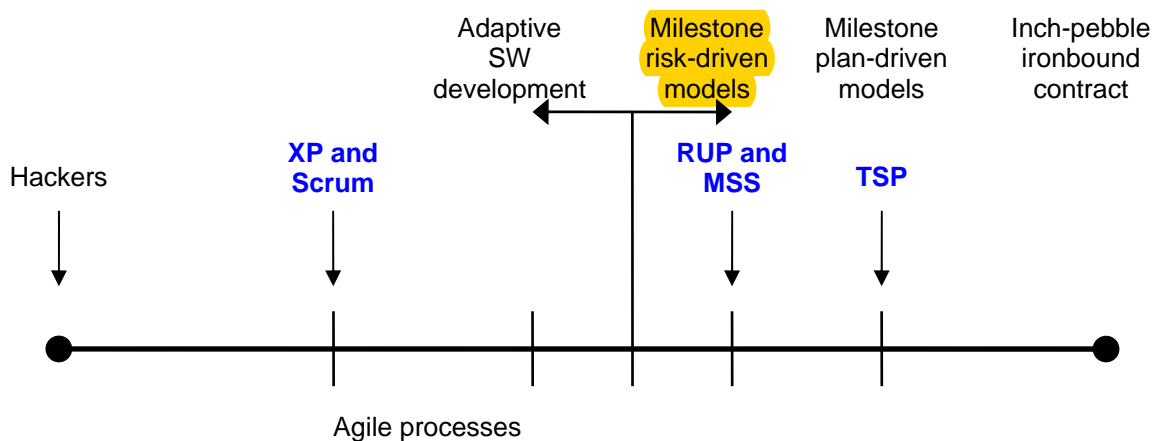 Adaptive
SW
development
Milestone
risk-driven
models
Milestone
plan-driven
models
Inch-pebble
ironbound
contract
Hackers
XP and
Scrum
RUP and
MSS
TSP
Agile processes